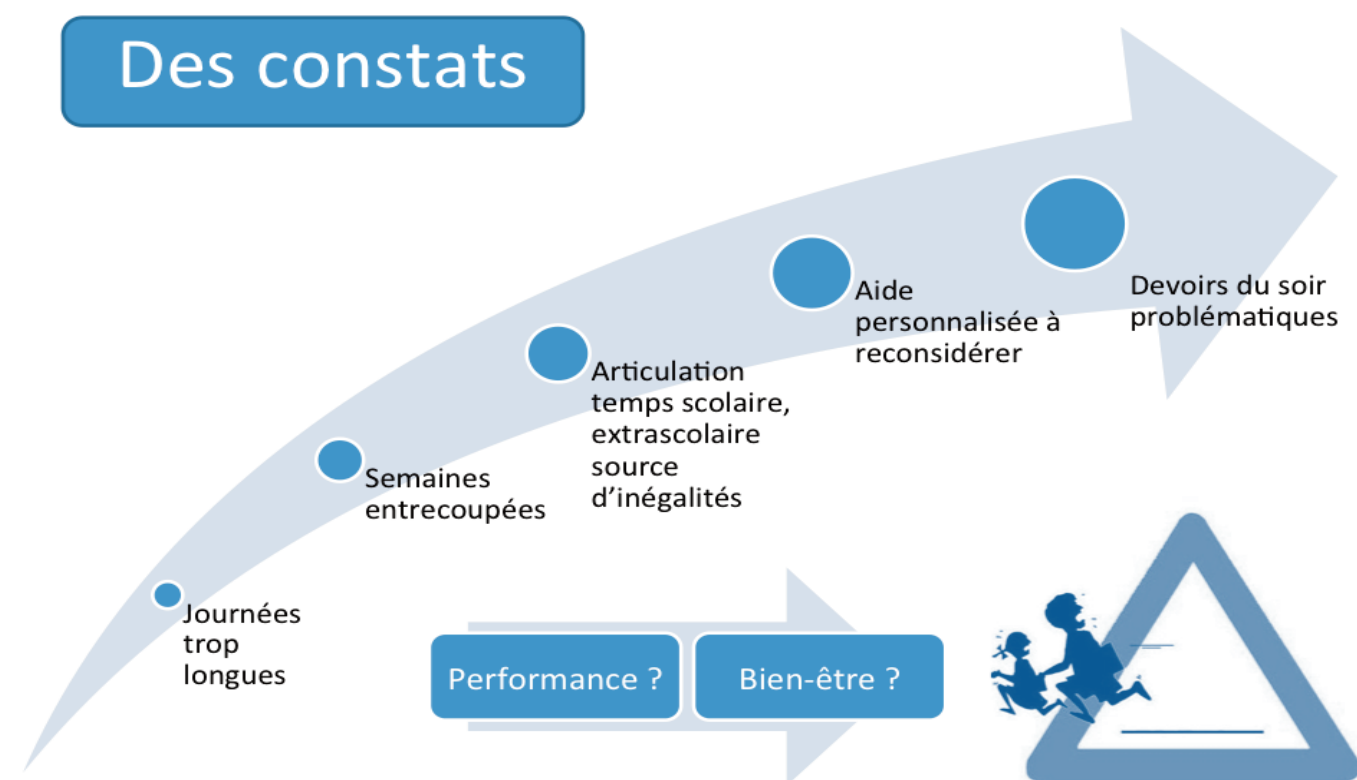 Des constats
Journées
trop
longues
Semaines
entrecoupées
Articulation
temps scolaire,
extrascolaire
source
d’inégalités
Aide
personnalisée à
reconsidérer
Devoirs du soir
problématiques
Performance ?
Bien-être ?